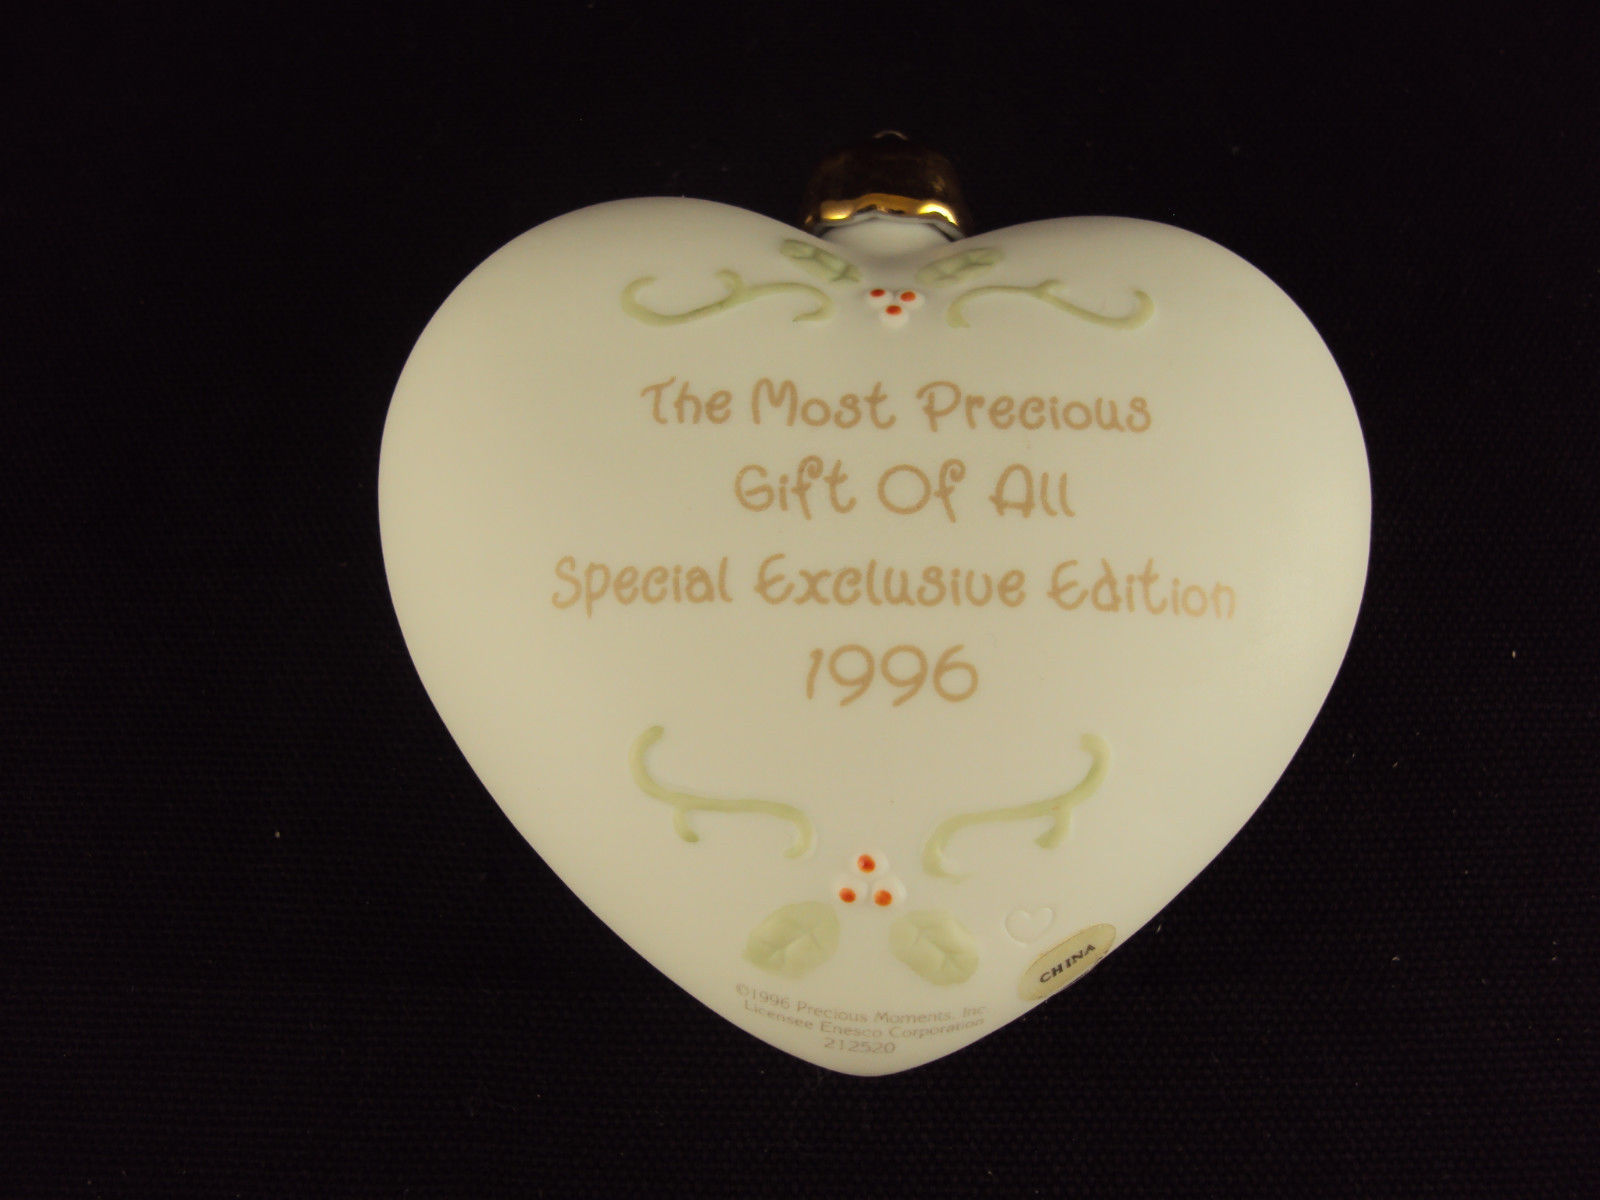 The Most Precious
Gift Of All
Special Exclusive Edition
1996
CHINA
©1996 Precious Moments, Inc
Licensee Enesco Corporation
212520